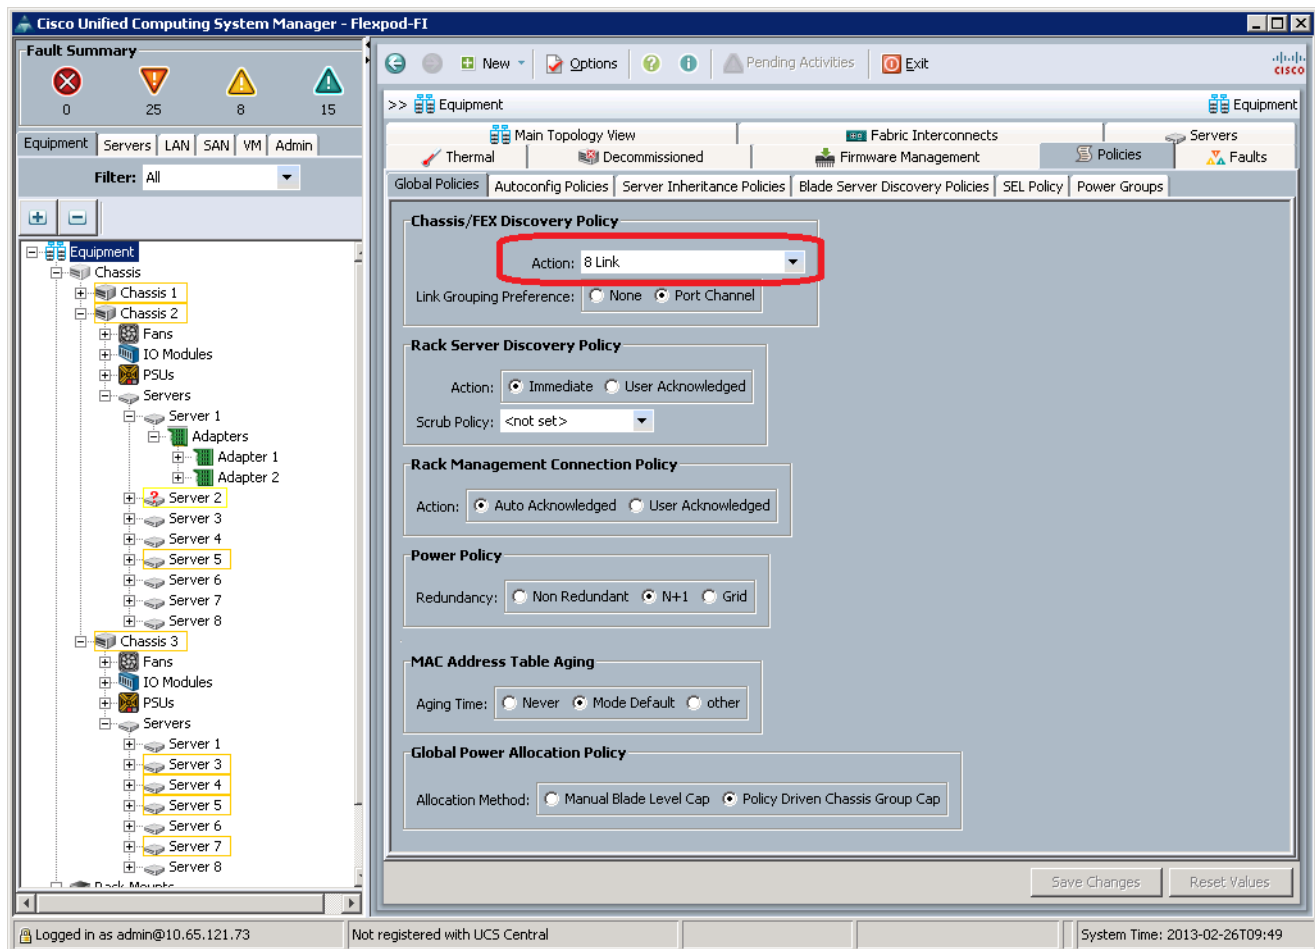 Cisco Unified Computing System Manager - Flexpod-FI
Fault Summary
0 25 8 15
Equipment Servers LAN SAN VM Admin
Filter: All
Equipment
Chassis
Chassis 1
Chassis 2
Fans
IO Modules
PSUs
Servers
Server 1
Adapters
Adapter 1
Adapter 2
Server 2
Server 3
Server 4
Server 5
Server 6
Server 7
Server 8
Chassis 3
Fans
IO Modules
PSUs
Servers
Server 1
Server 3
Server 4
Server 5
Server 6
Server 7
Server 8
Rack Mounts
New Options ? i Pending Activities Exit
CISCO
>> Equipment Equipment
Main Topology View Fabric Interconnects Servers
Thermal Decommissioned Firmware Management Policies Faults
Global Policies Autoconfig Policies Server Inheritance Policies Blade Server Discovery Policies SEL Policy Power Groups
Chassis/FEX Discovery Policy
Action: 8 Link
Link Grouping Preference: None Port Channel
Rack Server Discovery Policy
Action: Immediate User Acknowledged
Scrub Policy: <not set>
Rack Management Connection Policy
Action: Auto Acknowledged User Acknowledged
Power Policy
Redundancy: Non Redundant N+1 Grid
MAC Address Table Aging
Aging Time: Never Mode Default other
Global Power Allocation Policy
Allocation Method: Manual Blade Level Cap Policy Driven Chassis Group Cap
Save Changes Reset Values
Logged in as admin@10.65.121.73 Not registered with UCS Central System Time: 2013-02-26T09:49